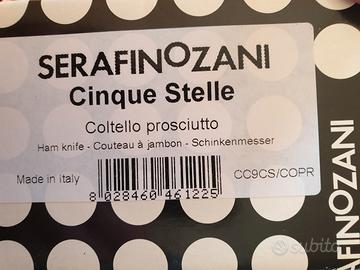 SERAFINOZANI
Cinque Stelle
Coltello prosciutto
Ham knife - Couteau à jambon - Schinkenmesser
Made in italy
CC9CS/COPR
8 028460 461225
SERAFINOZANI
subito